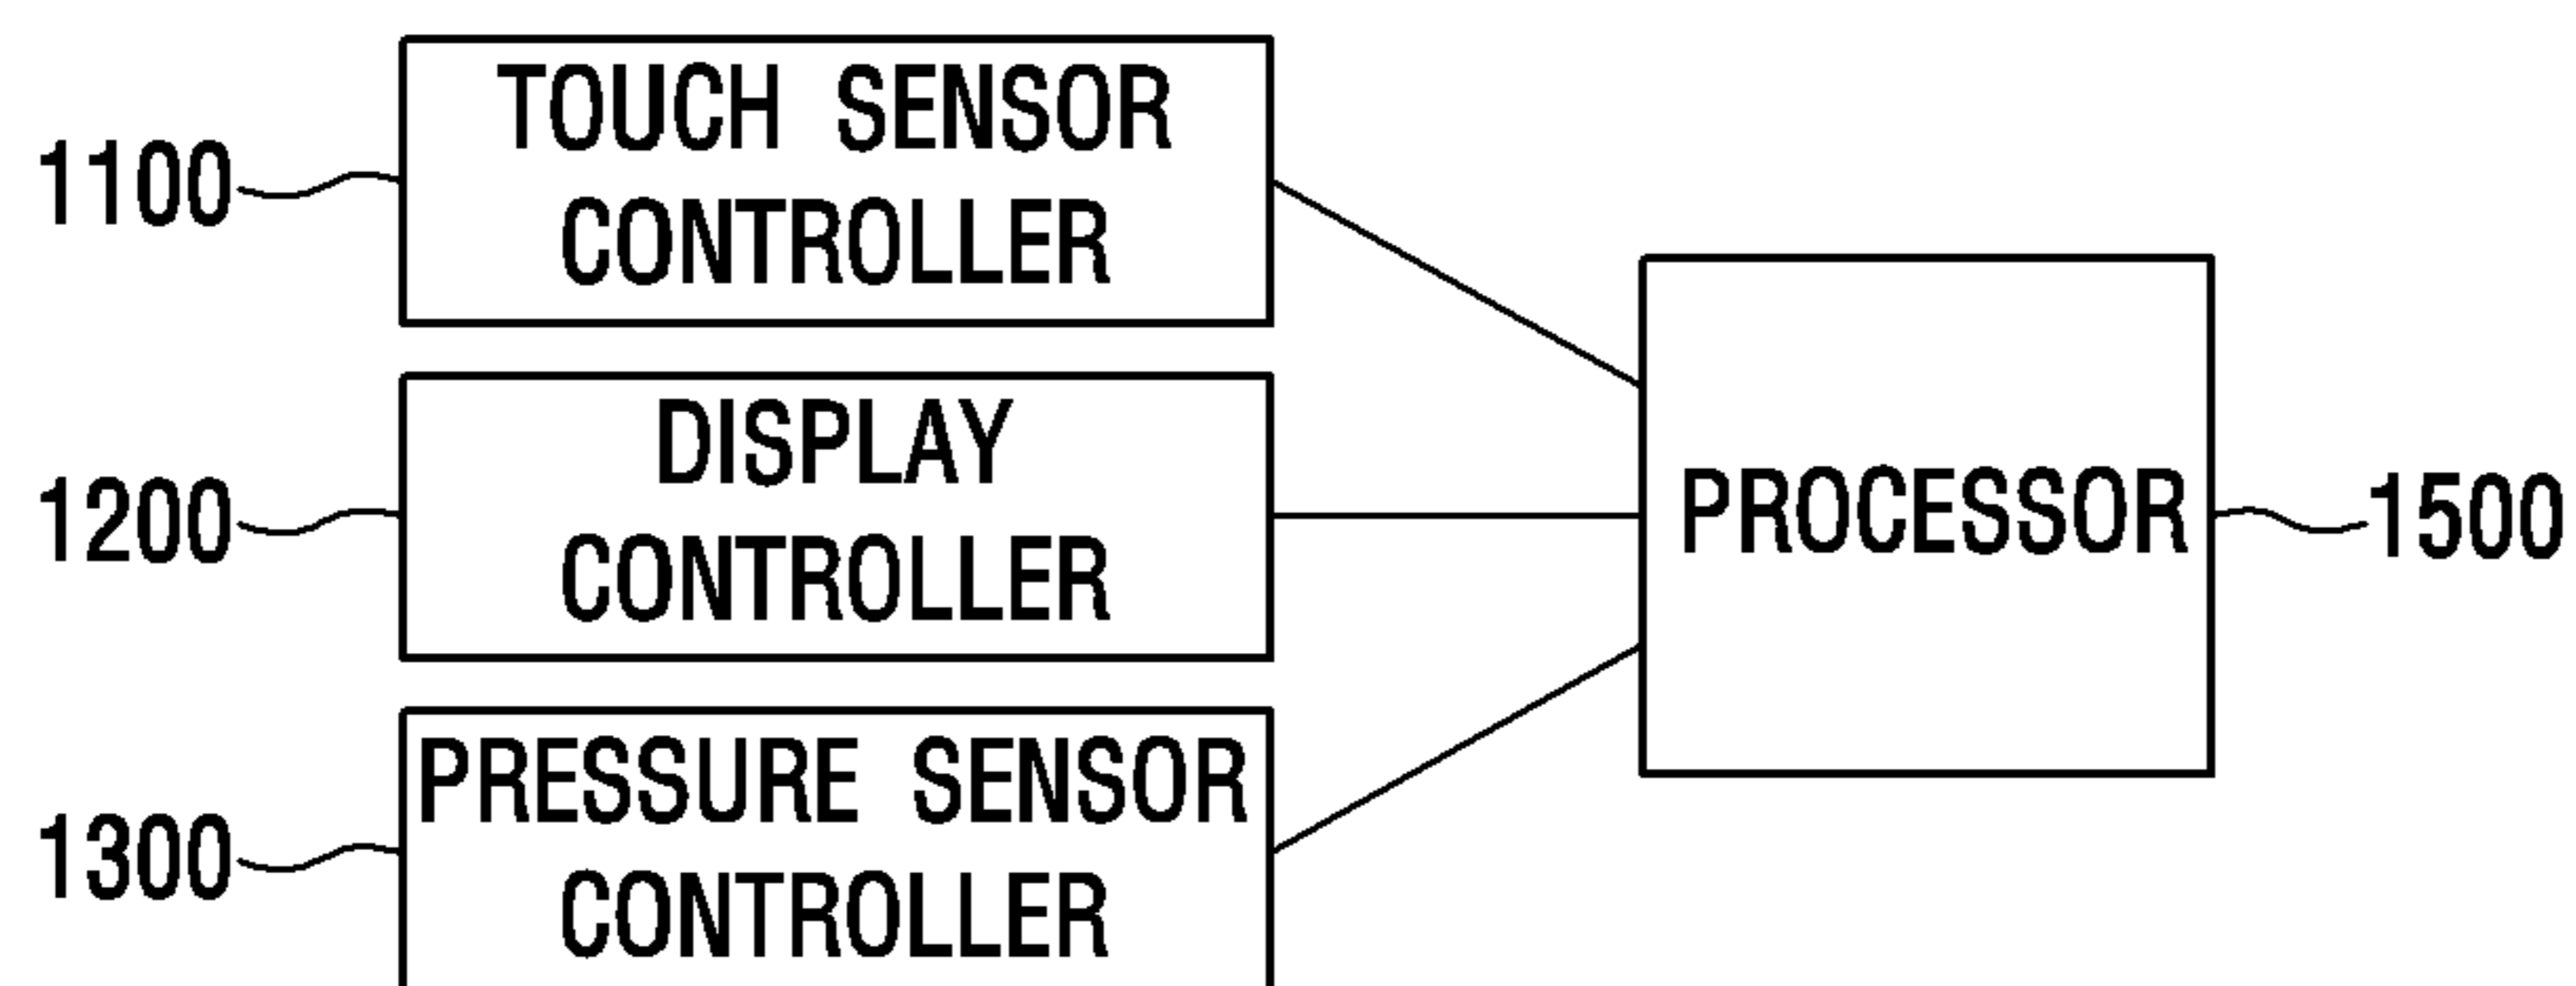 TOUCH SENSOR
CONTROLLER
1100
DISPLAY
CONTROLLER
1200
PROCESSOR
1500
PRESSURE SENSOR
CONTROLLER
1300